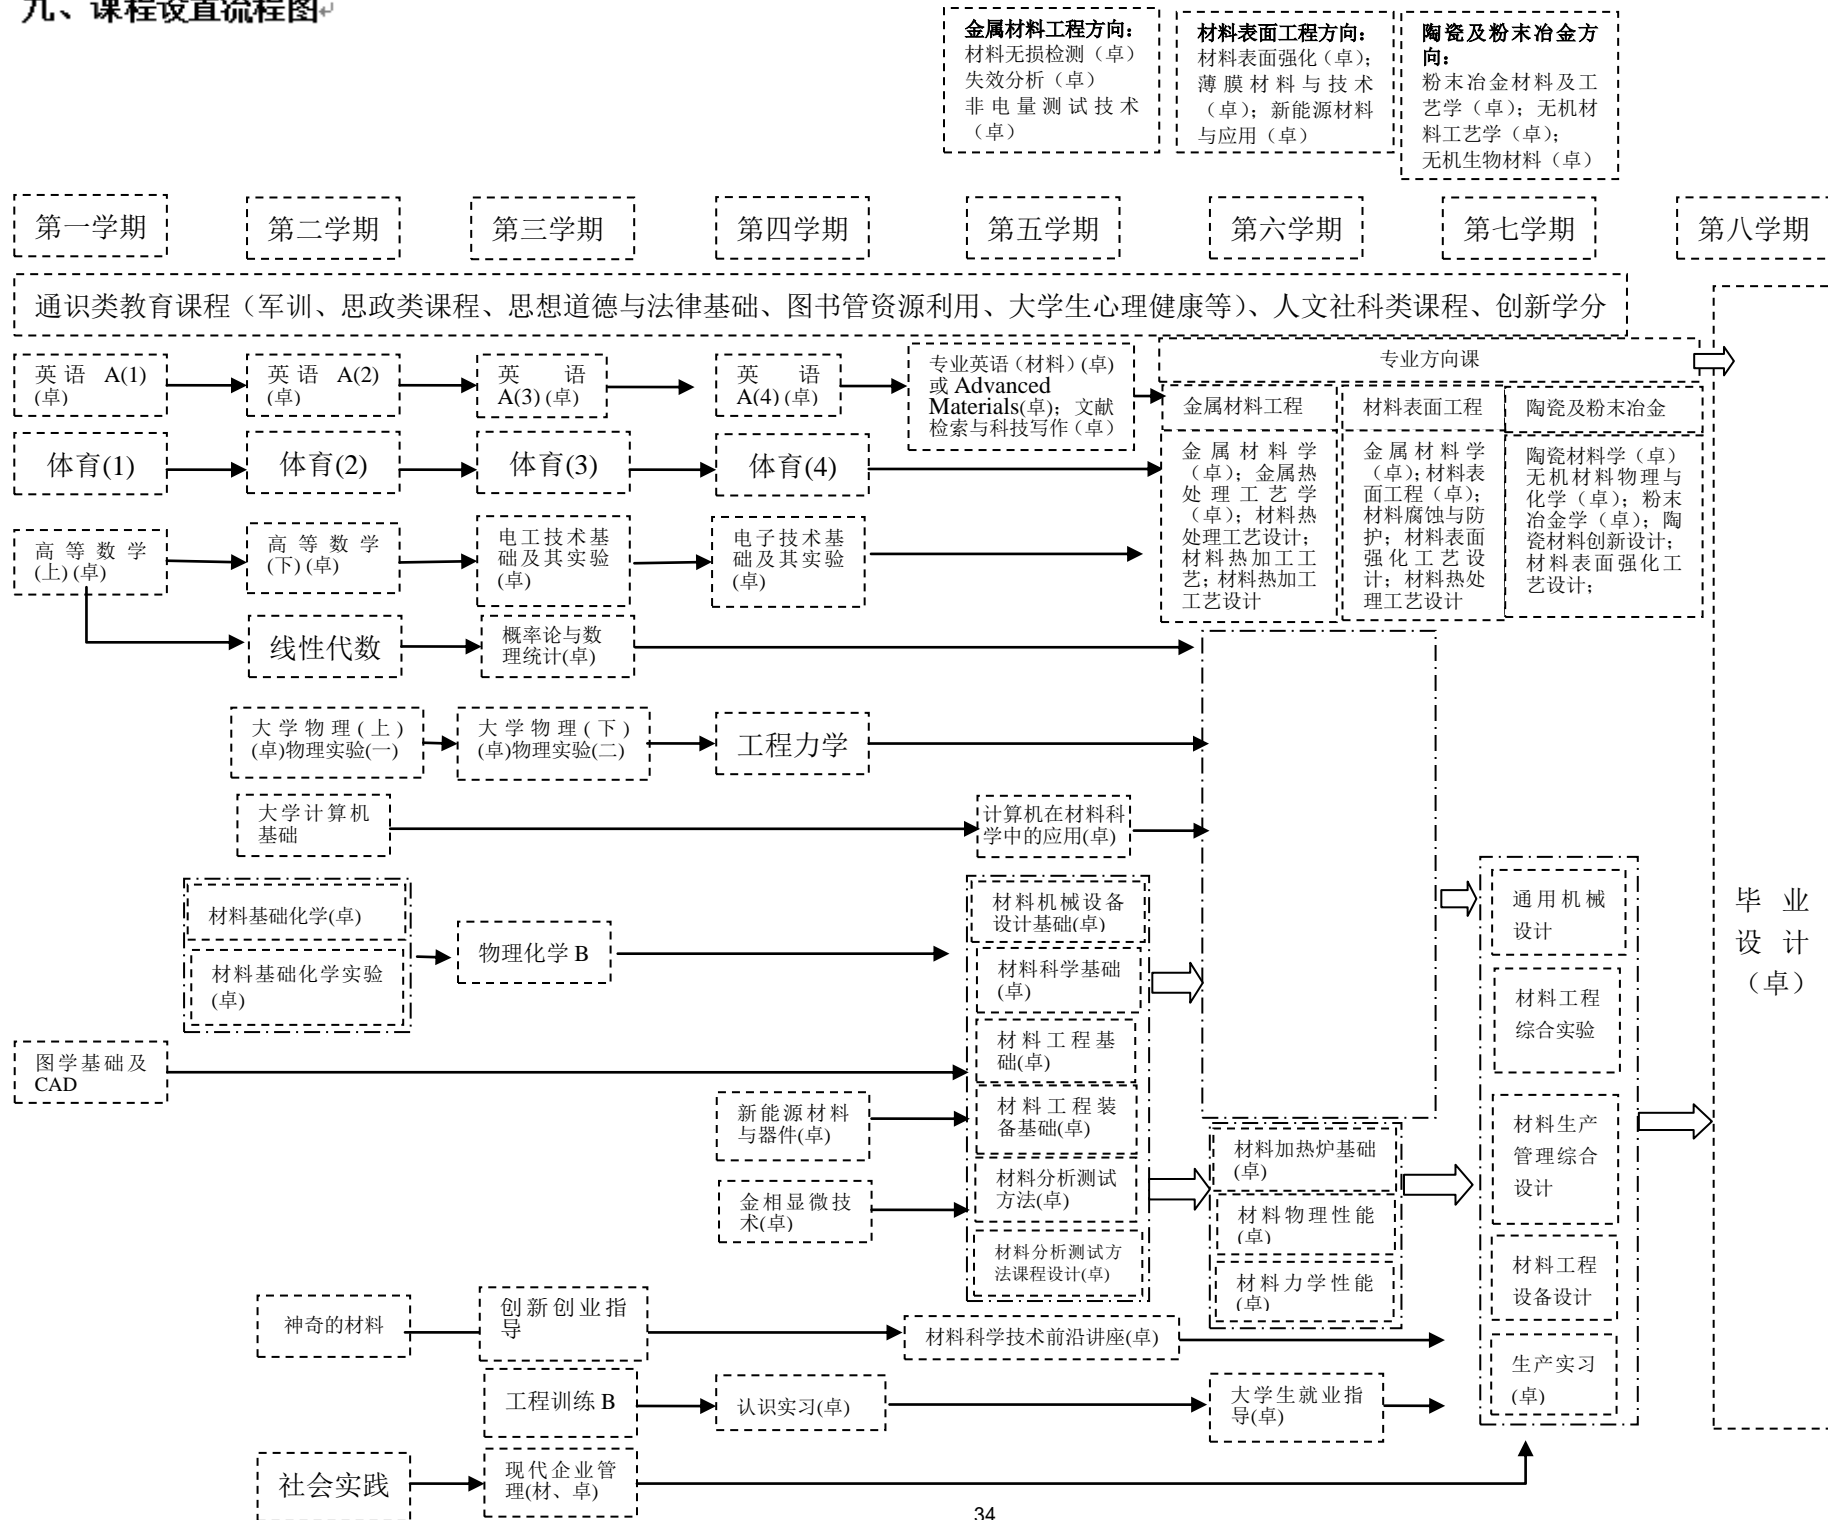 九、课程设置流程图
金属材料工程方向：
材料无损检测（卓）
失效分析（卓）
非电量测试技术
（卓）
材料表面工程方向：
材料表面强化（卓）；
薄膜材料与技术
（卓）；新能源材料
与应用（卓）
陶瓷及粉末冶金方
向：
粉末冶金材料及工
艺学（卓）；无机材
料工艺学（卓）；
无机生物材料（卓）
第一学期
第二学期
第三学期
第四学期
第五学期
第六学期
第七学期
第八学期
通识类教育课程（军训、思政类课程、思想道德与法律基础、图书管资源利用、大学生心理健康等）、人文社科类课程、创新学分
英语 A(1)
(卓)
英语 A(2)
(卓)
英语
A(3) (卓)
英语
A(4) (卓)
专业英语（材料）(卓)
或 Advanced
Materials(卓)；文献
检索与科技写作（卓）
专业方向课
金属材料工程
材料表面工程
陶瓷及粉末冶金
体育(1)
体育(2)
体育(3)
体育(4)
金属材料学
（卓）；金属热
处理工艺学
（卓）；材料热
处理工艺设计；
材料热加工工
艺；材料热加工
工艺设计
金属材料学
（卓）；材料表
面工程（卓）；
材料腐蚀与防
护；材料表面
强化工艺设
计；材料热处
理工艺设计
陶瓷材料学（卓）
无机材料物理与
化学（卓）；粉末
冶金学（卓）；陶
瓷材料创新设计；
材料表面强化工
艺设计；
高等数学
(上) (卓)
高等数学
(下) (卓)
电工技术基
础及其实验
(卓)
电子技术基
础及其实验
(卓)
线性代数
概率论与数
理统计(卓)
大学物理(上)
(卓)物理实验(一)
大学物理(下)
(卓)物理实验(二)
工程力学
大学计算机
基础
计算机在材料科
学中的应用(卓)
材料基础化学(卓)
材料基础化学实验
(卓)
物理化学 B
材料机械设备
设计基础(卓)
材料科学基础
(卓)
材料工程基
础(卓)
材料工程装
备基础(卓)
材料分析测试
方法(卓)
材料分析测试方
法课程设计(卓)
通用机械
设计
材料工程
综合实验
材料生产
管理综合
设计
材料工程
设备设计
生产实习
(卓)
毕业
设计
（卓）
图学基础及
CAD
新能源材料
与器件(卓)
金相显微技
术(卓)
材料加热炉基础
(卓)
材料物理性能
(卓)
材料力学性能
(卓)
神奇的材料
创新创业指
导
材料科学技术前沿讲座(卓)
工程训练 B
认识实习(卓)
大学生就业指
导(卓)
社会实践
现代企业管
理(材、卓)
34